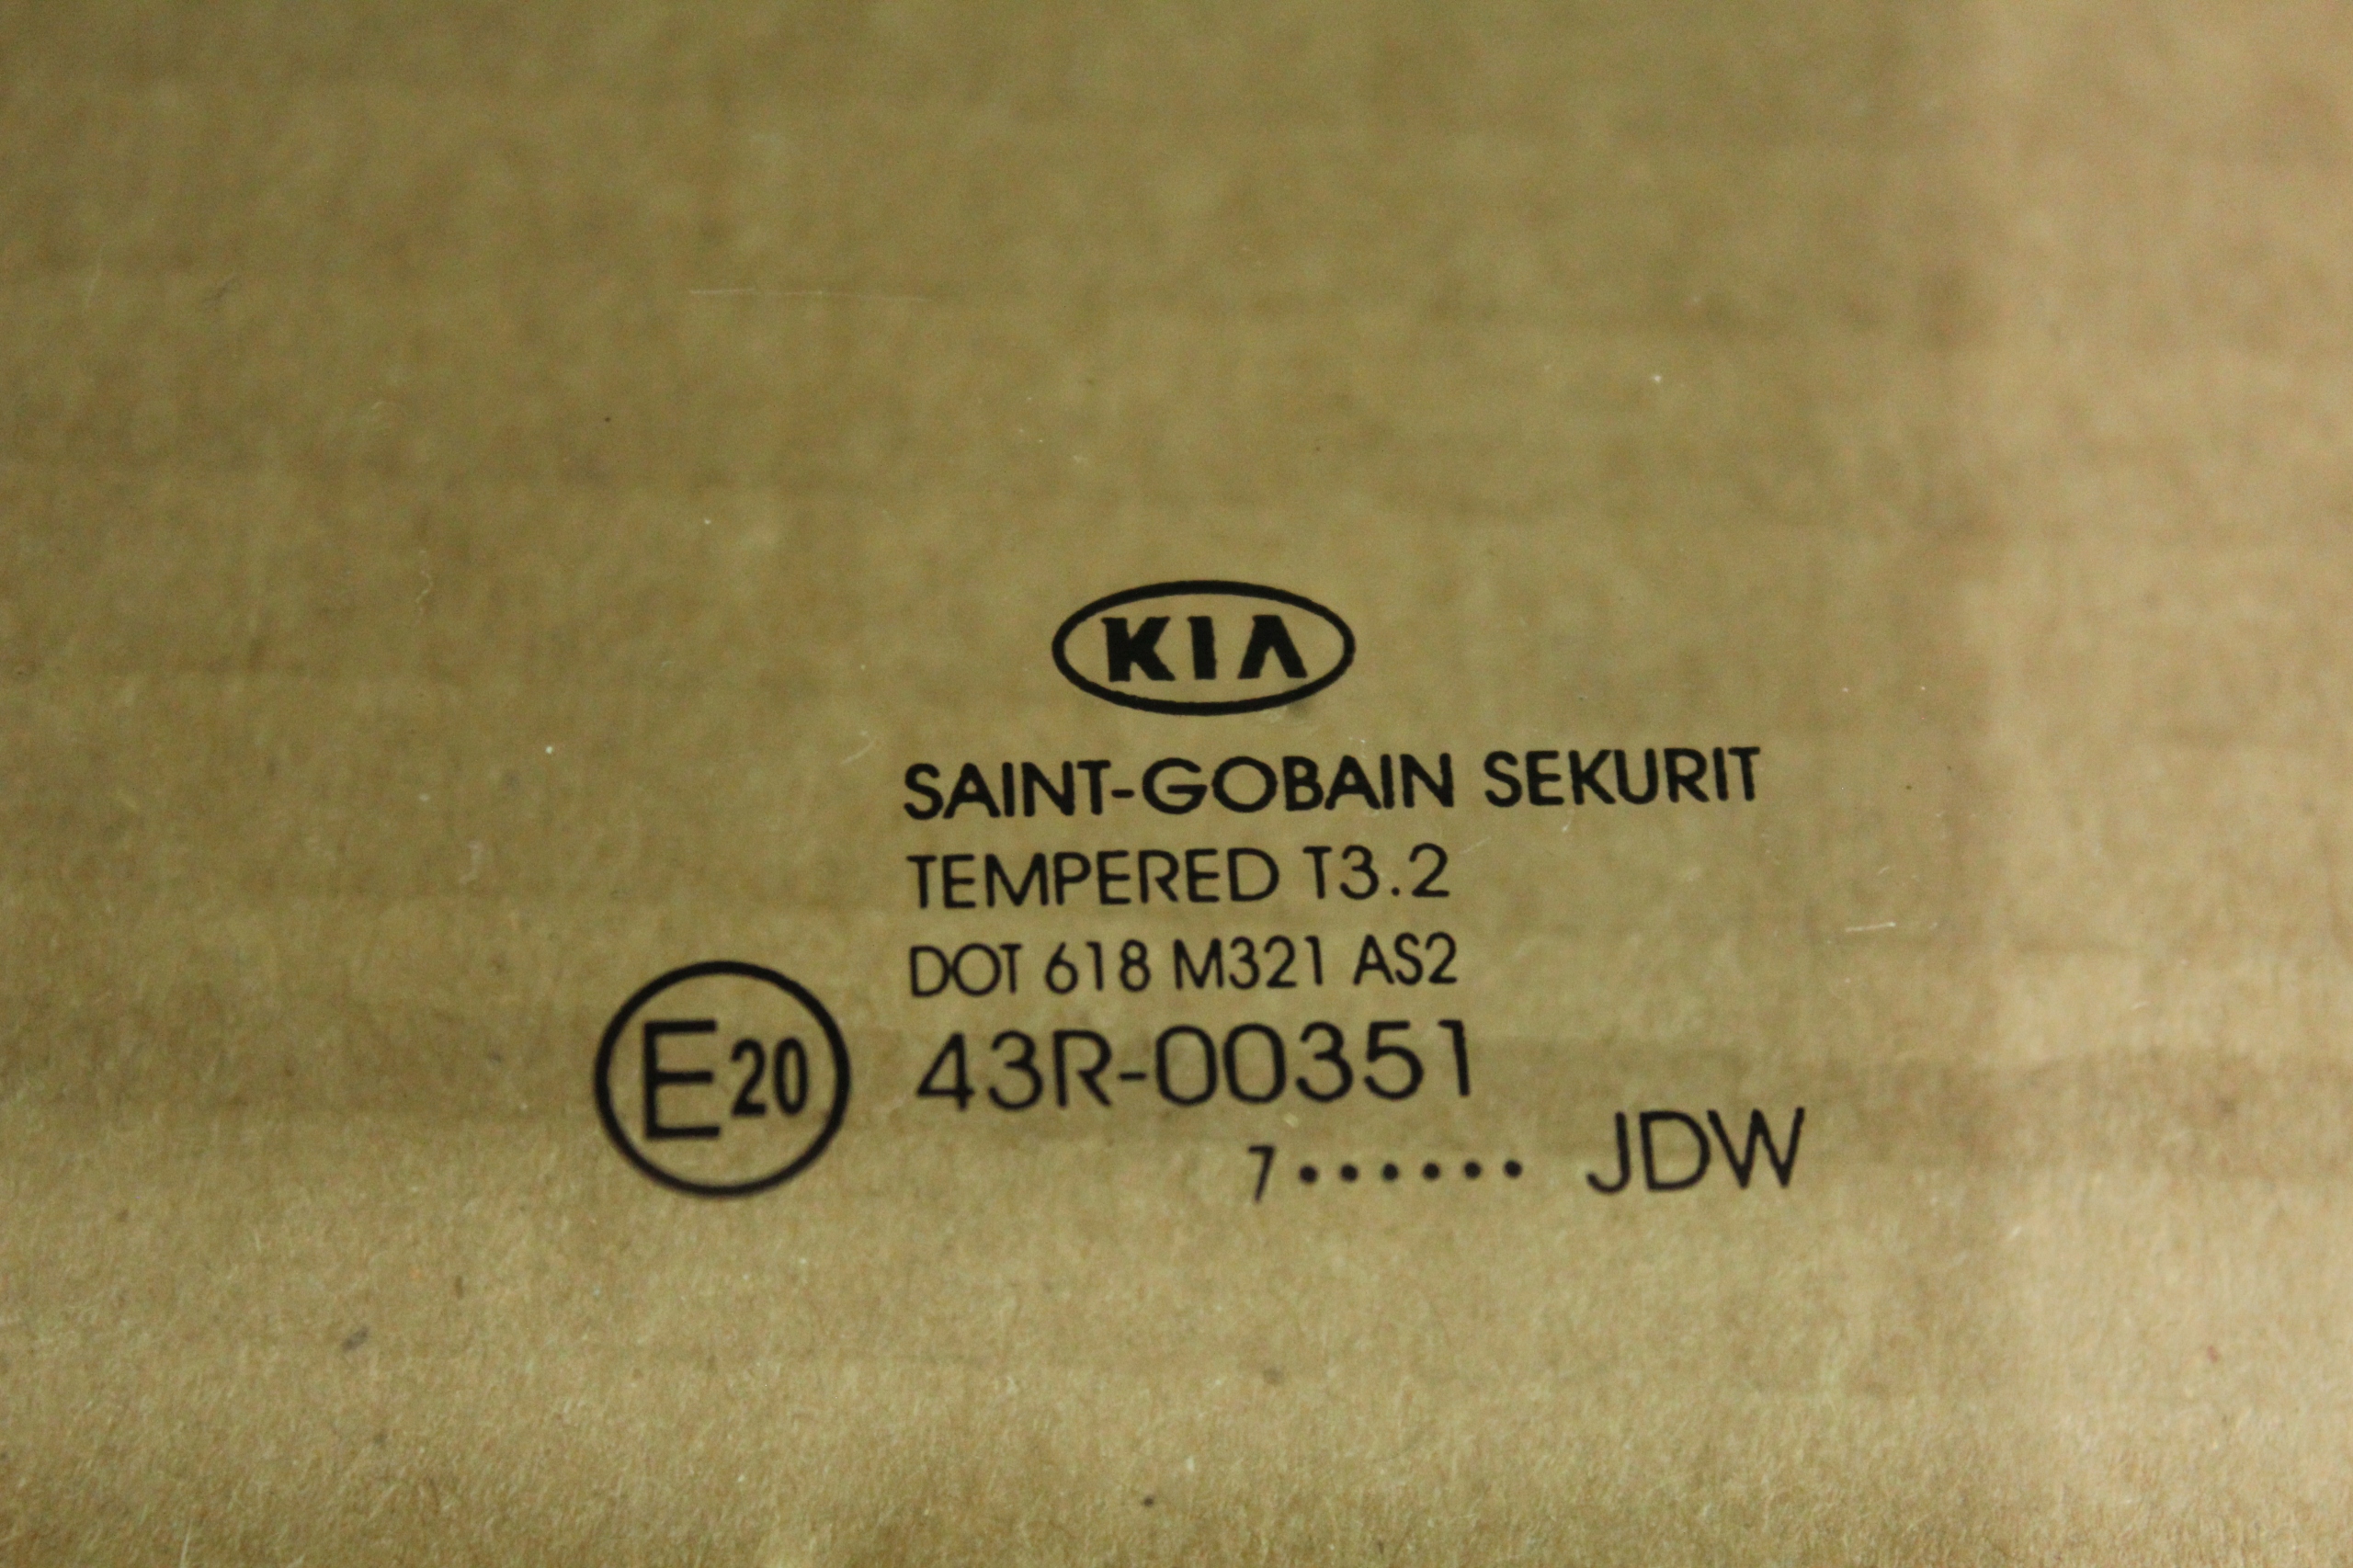 KIA
SAINT-GOBAIN SEKURIT
TEMPERED T3.2
DOT 618 M321 AS2
E20 43R-00351
7 •••••• JDW